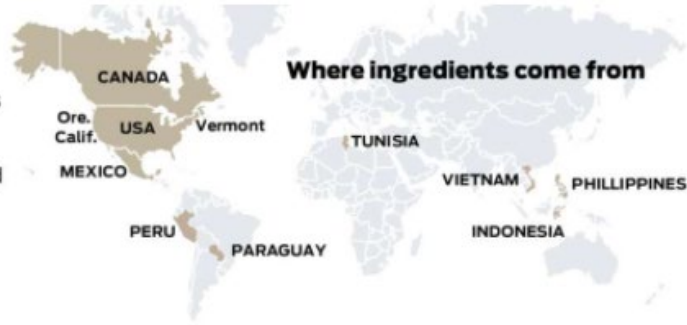 Where ingredients come from
CANADA
Ore.
Calif.
USA
Vermont
MEXICO
TUNISIA
VIETNAM
PHILLIPPINES
PERU
PARAGUAY
INDONESIA